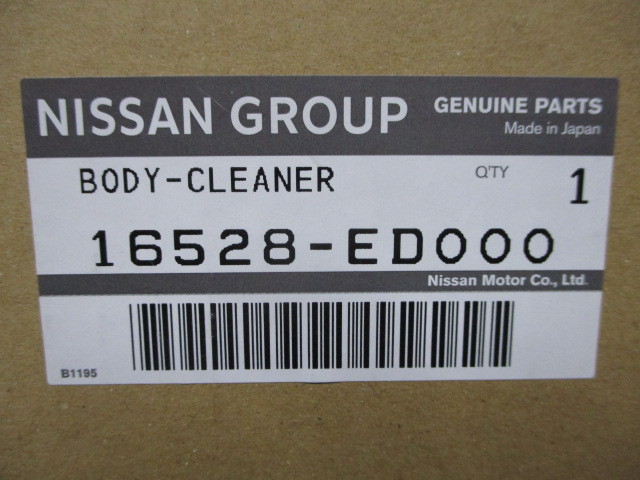 NISSAN GROUP GENUINE PARTS
Made in Japan
BODY-CLEANER Q'TY 1
16528-ED000
Nissan Motor Co., Ltd.
B1195